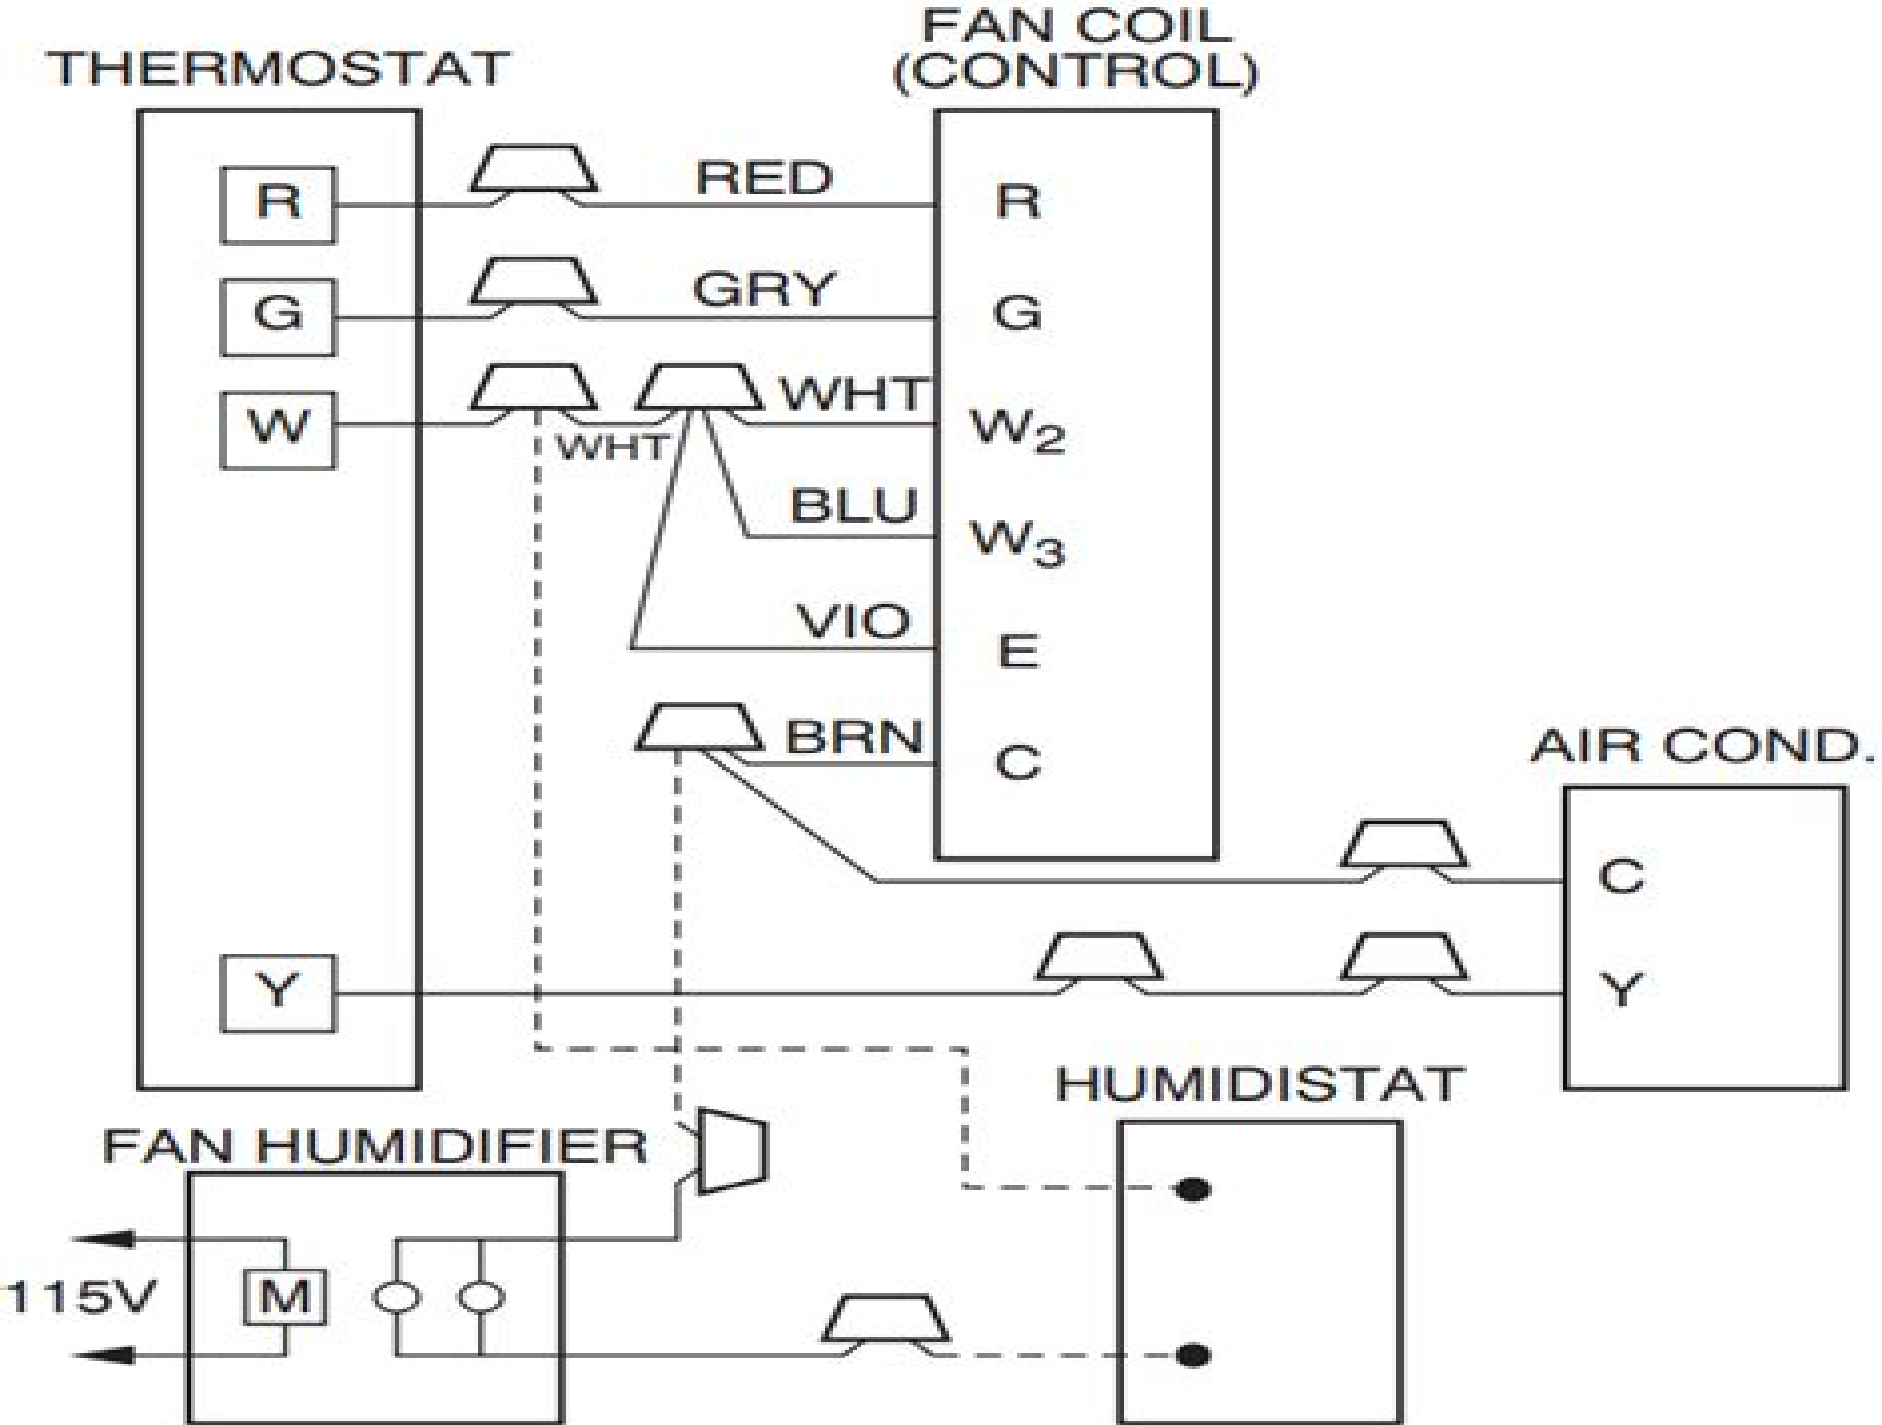 FAN COIL
(CONTROL)
THERMOSTAT
R
RED
R
G
GRY
G
W
WHT
WHT
W2
BLU
W3
VIO
E
BRN
C
AIR COND.
C
Y
Y
HUMIDISTAT
FAN HUMIDIFIER
115V
M